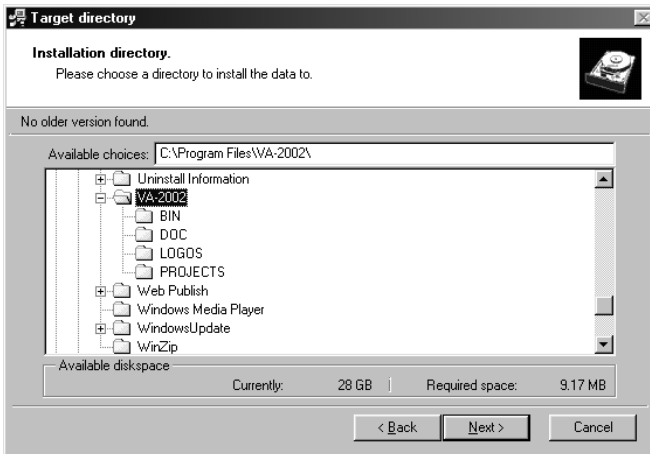 Target directory
Installation directory.
Please choose a directory to install the data to.
No older version found.
Available choices: C:\Program Files\VA-2002\
Uninstall Information
VA-2002
BIN
DOC
LOGOS
PROJECTS
Web Publish
Windows Media Player
WindowsUpdate
WinZip
Available diskspace
Currently: 28 GB Required space: 9.17 MB
< Back Next > Cancel